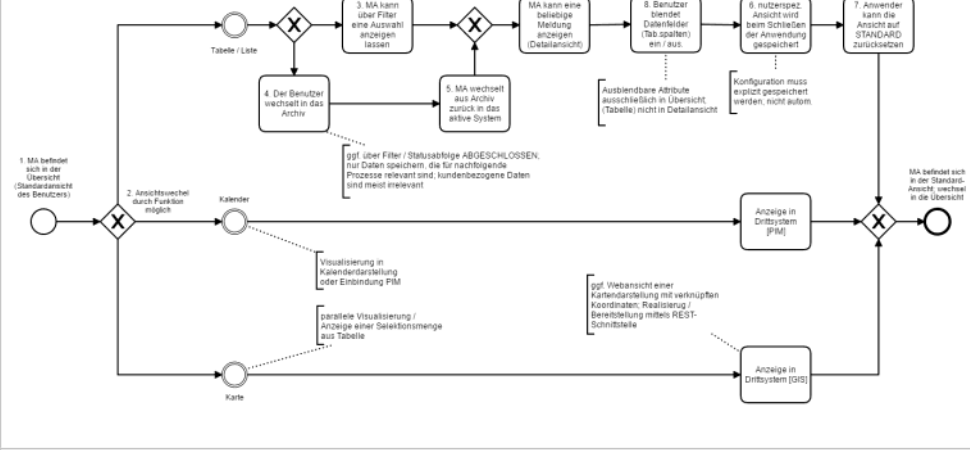 3. MA kann
über Filter
eine Auswahl
anzeigen
lassen
MA kann eine
beliebige
Meldung
anzeigen
(Detailansicht)
8. Benutzer
blendet
Datenfelder
(Tab.spalten)
ein / aus.
6. nutzerspez.
Ansicht wird
beim Schließen
der Anwendung
gespeichert
7. Anwender
kann die
Ansicht auf
STANDARD
zurücksetzen
X
X
Tabelle / Liste
4. Der Benutzer
wechselt in das
Archiv
5. MA wechselt
aus Archiv
zurück in das
aktive System
Ausblendbare Attribute
ausschließlich in Übersicht;
(Tabelle) nicht in Detailansicht
Konfiguration muss
explizit gespeichert
werden, nicht autom.
ggf. über Filter / Statusabfolge ABGESCHLOSSEN;
nur Daten speichern, die für nachfolgende
Prozesse relevant sind; kundenbezogene Daten
sind meist irrelevant
1. MA befindet
sich in der
Übersicht
(Standardansicht
des Benutzers)
X
2. Ansichtswechsel
durch Funktion
möglich
Kalender
Anzeige in
Drittsystem
[PIM]
X
MA befindet sich
in der Standard-
Ansicht; wechsel
in die Übersicht
Visualisierung in
Kalenderdarstellung
oder Einbindung PIM
ggf. Webansicht einer
Kartendarstellung mit verknüpften
Koordinaten; Realisierug /
Bereitstellung mittels REST-
Schnittstelle
parallele Visualisierung /
Anzeige einer Selektionsmenge
aus Tabelle
Karte
Anzeige in
Drittsystem [GIS]